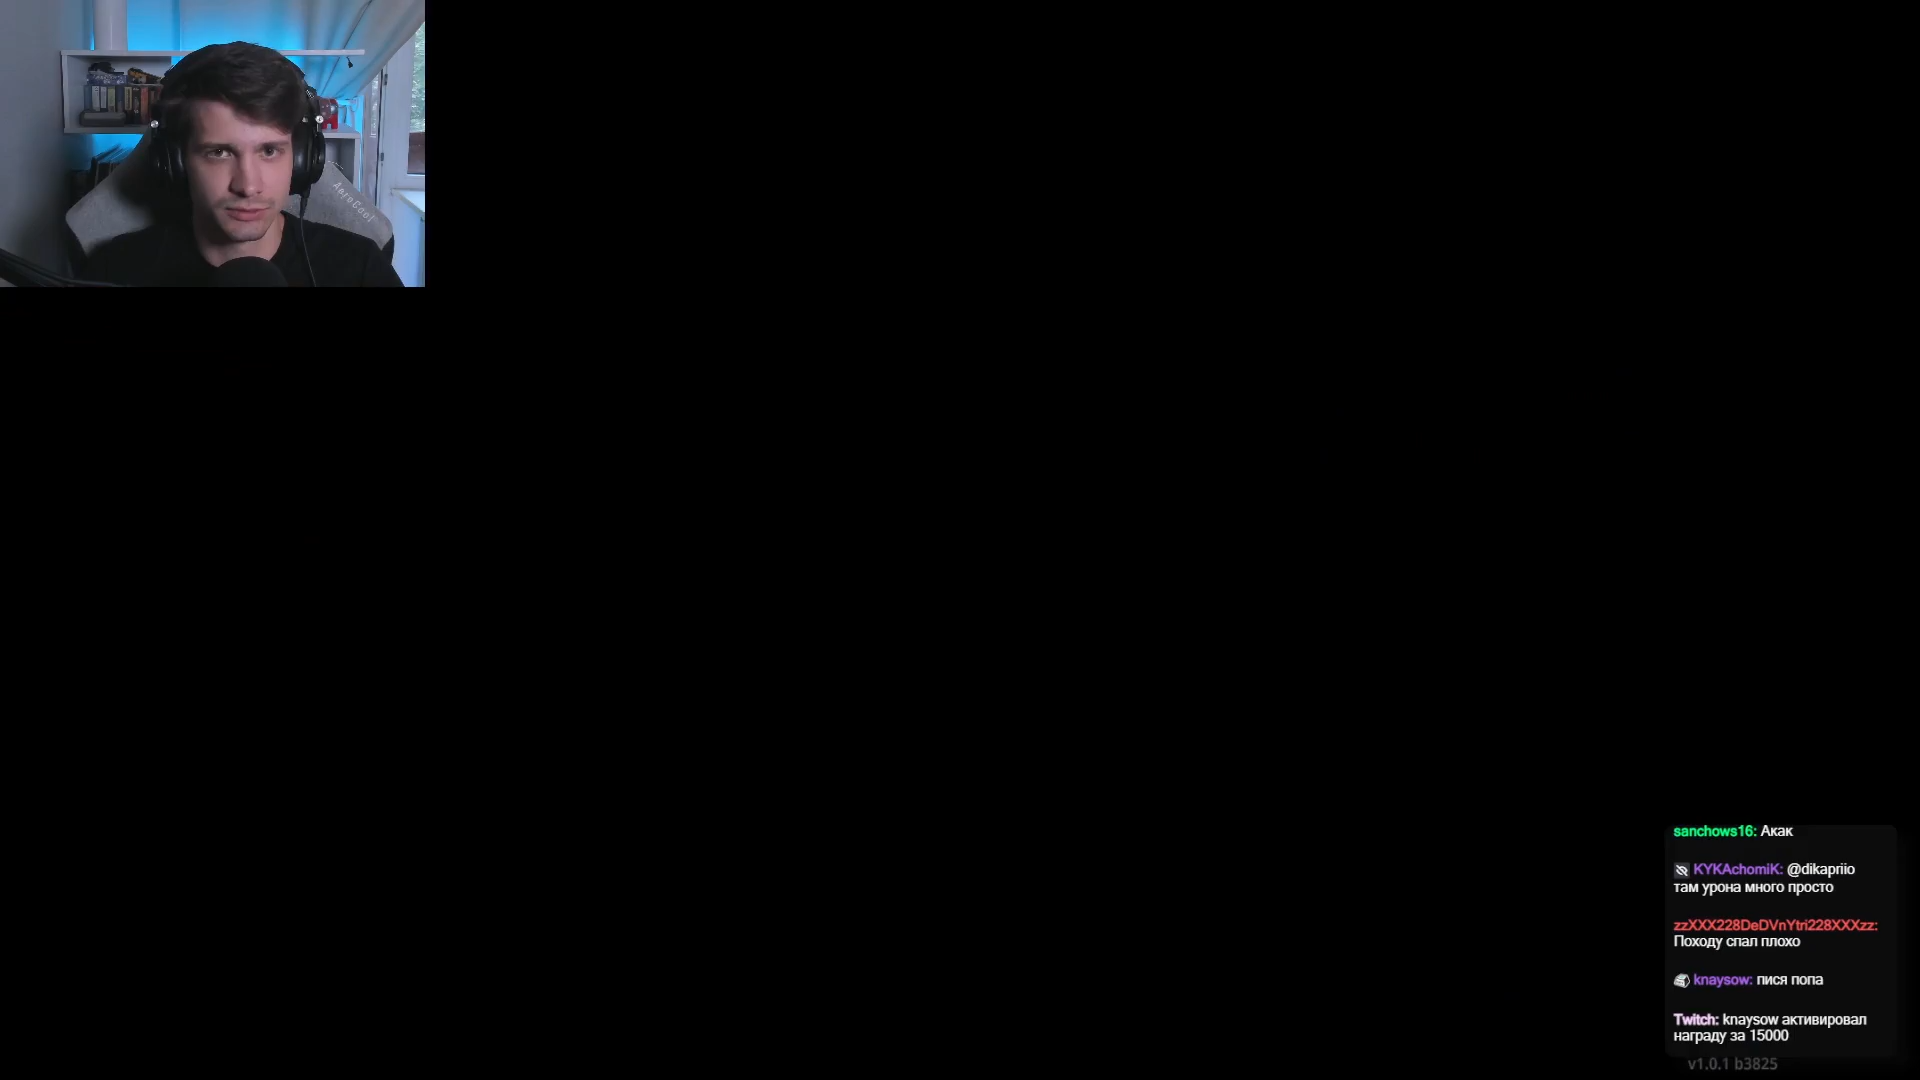 AeroCool
sanchows16: Акак
KYKAchomiK: @dikapriio
там урона много просто
zzXXX228DeDVnYtri228XXXzz:
Походу спал плохо
knaysow: пися попа
Twitch: knaysow активировал
награду за 15000
v1.0.1 b3825